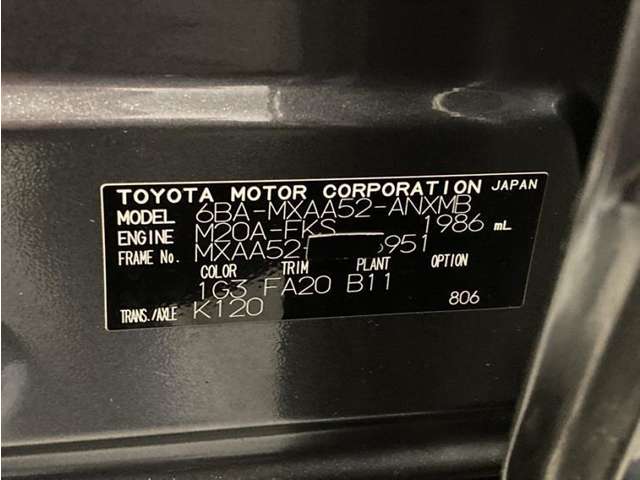 TOYOTA MOTOR CORPORATION JAPAN
MODEL 6BA-MXAA52-ANXMB
ENGINE M20A-FKS 1986 mL
FRAME No. MXAA52- 951
COLOR TRIM PLANT OPTION
1G3 FA20 B11
TRANS./AXLE K120 806